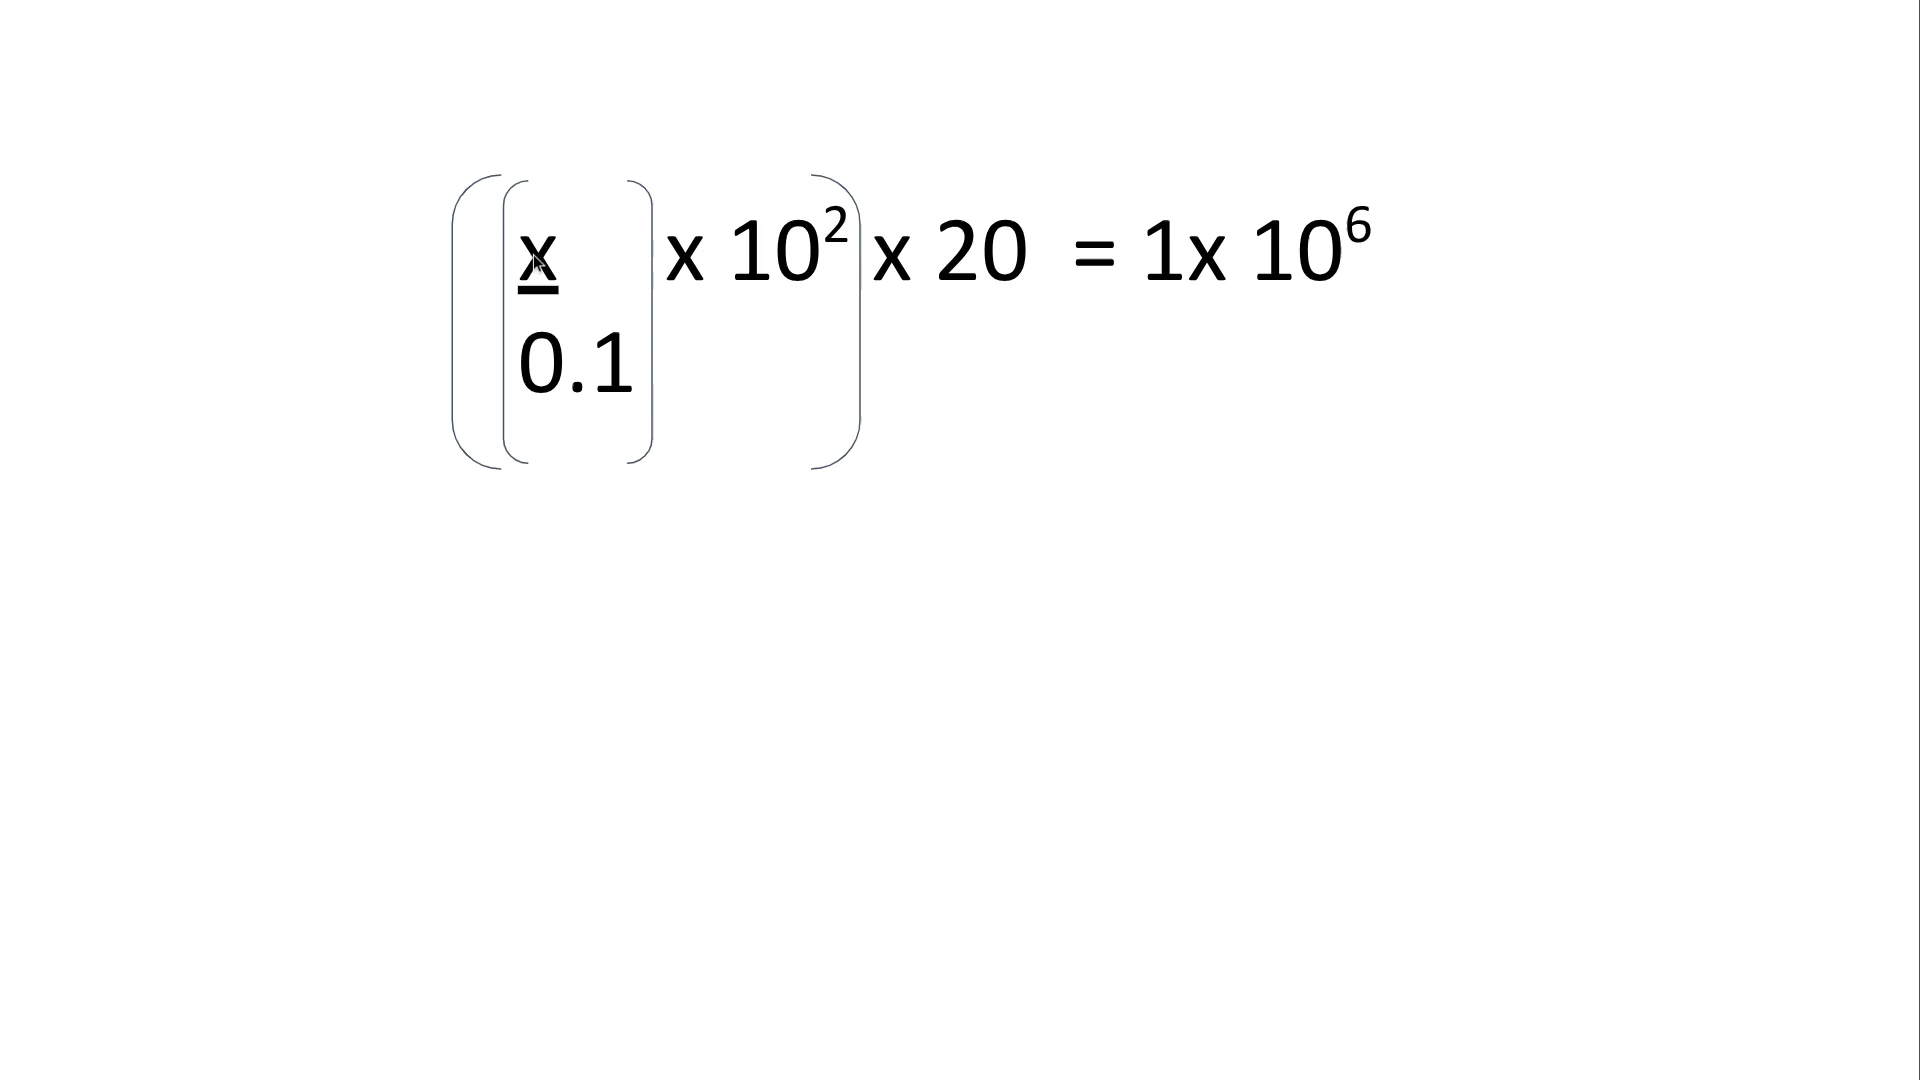 x x 10² x 20 = 1x 10⁶
0.1